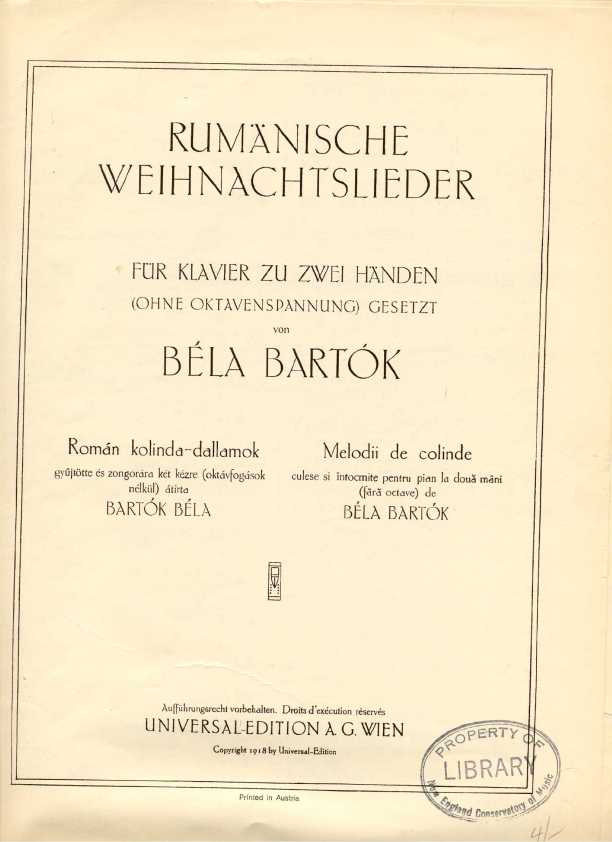 RUMÄNISCHE
WEIHNACHTSLIEDER
FÜR KLAVIER ZU ZWEI HÄNDEN
(OHNE OKTAVENSPANNUNG) GESETZT
von
BÉLA BARTÓK
Román kolinda-dallamok
gyűjtötte és zongorára két kézre (oktávfogások
nélkül) átírta
BARTÓK BÉLA
Melodii de colinde
culese si întocmite pentru pian la două mâni
(fără octave) de
BÉLA BARTÓK
Aufführungsrecht vorbehalten. Droits d'exécution réservés
UNIVERSAL-EDITION A. G. WIEN
Copyright 1918 by Universal-Edition
PROPERTY OF
LIBRARY
New England Conservatory of Music
Printed in Austria
4/-